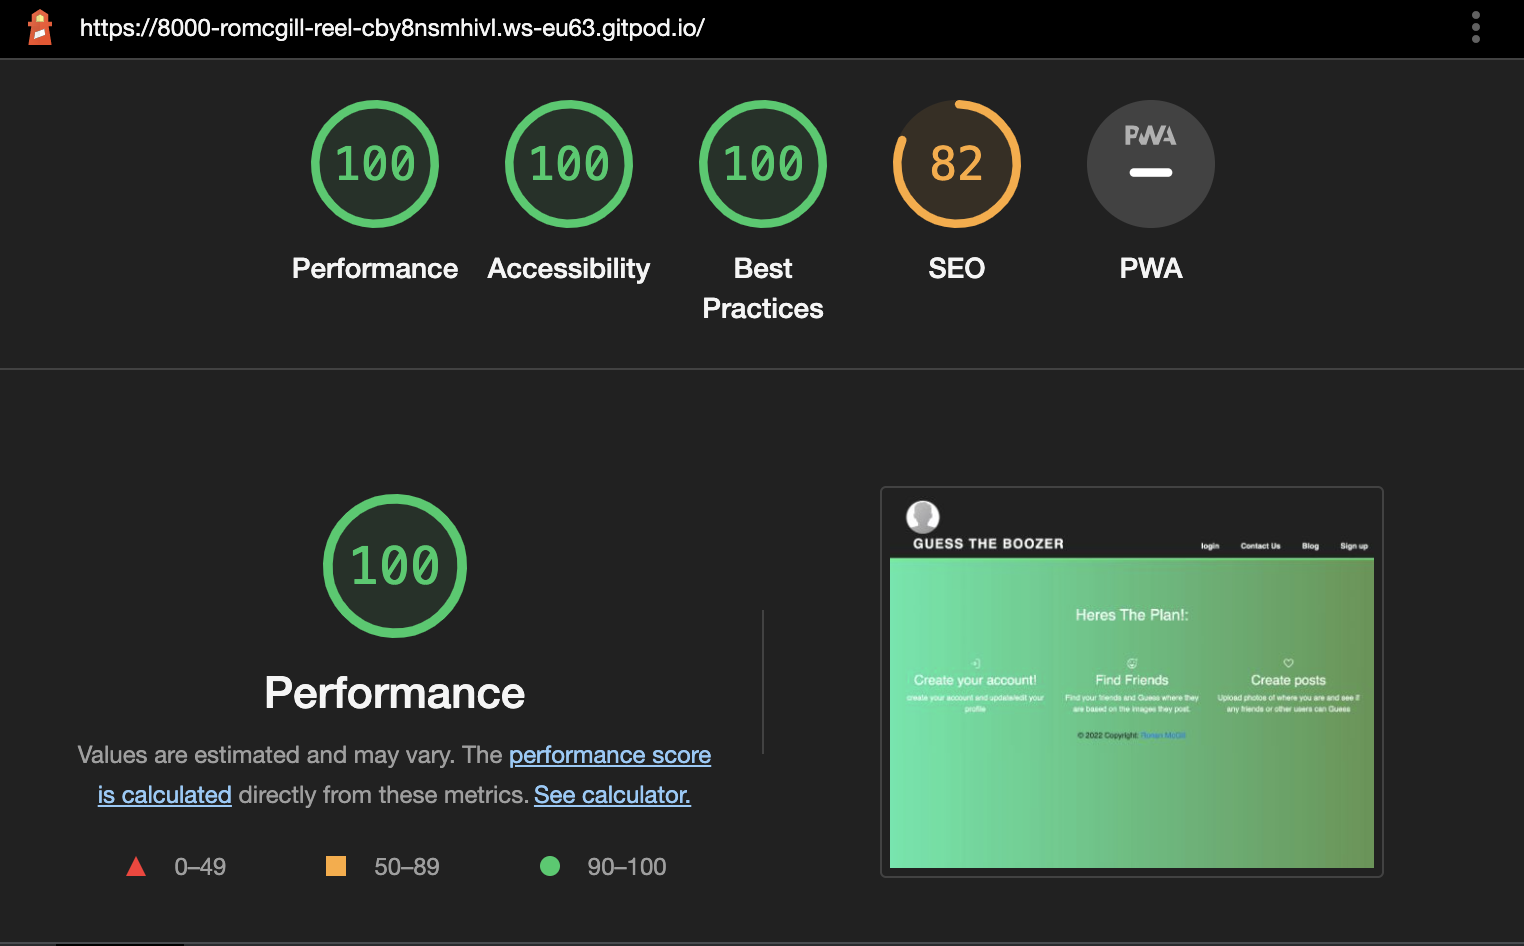 https://8000-romcgill-reel-cby8nsmhivl.ws-eu63.gitpod.io/
100
100
100
82
PWA
Performance
Accessibility
Best
Practices
SEO
PWA
100
Performance
Values are estimated and may vary. The performance score
is calculated directly from these metrics. See calculator.
0–49
50–89
90–100
GUESS THE BOOZER
login
Contact Us
Blog
Sign up
Heres The Plan!:
Create your account!
create your account and update/edit your
profile
Find Friends
Find your friends and Guess where they
are based on the images they post.
Create posts
Upload photos of where you are and see if
any friends or other users can Guess
© 2022 Copyright: Ronan McGill